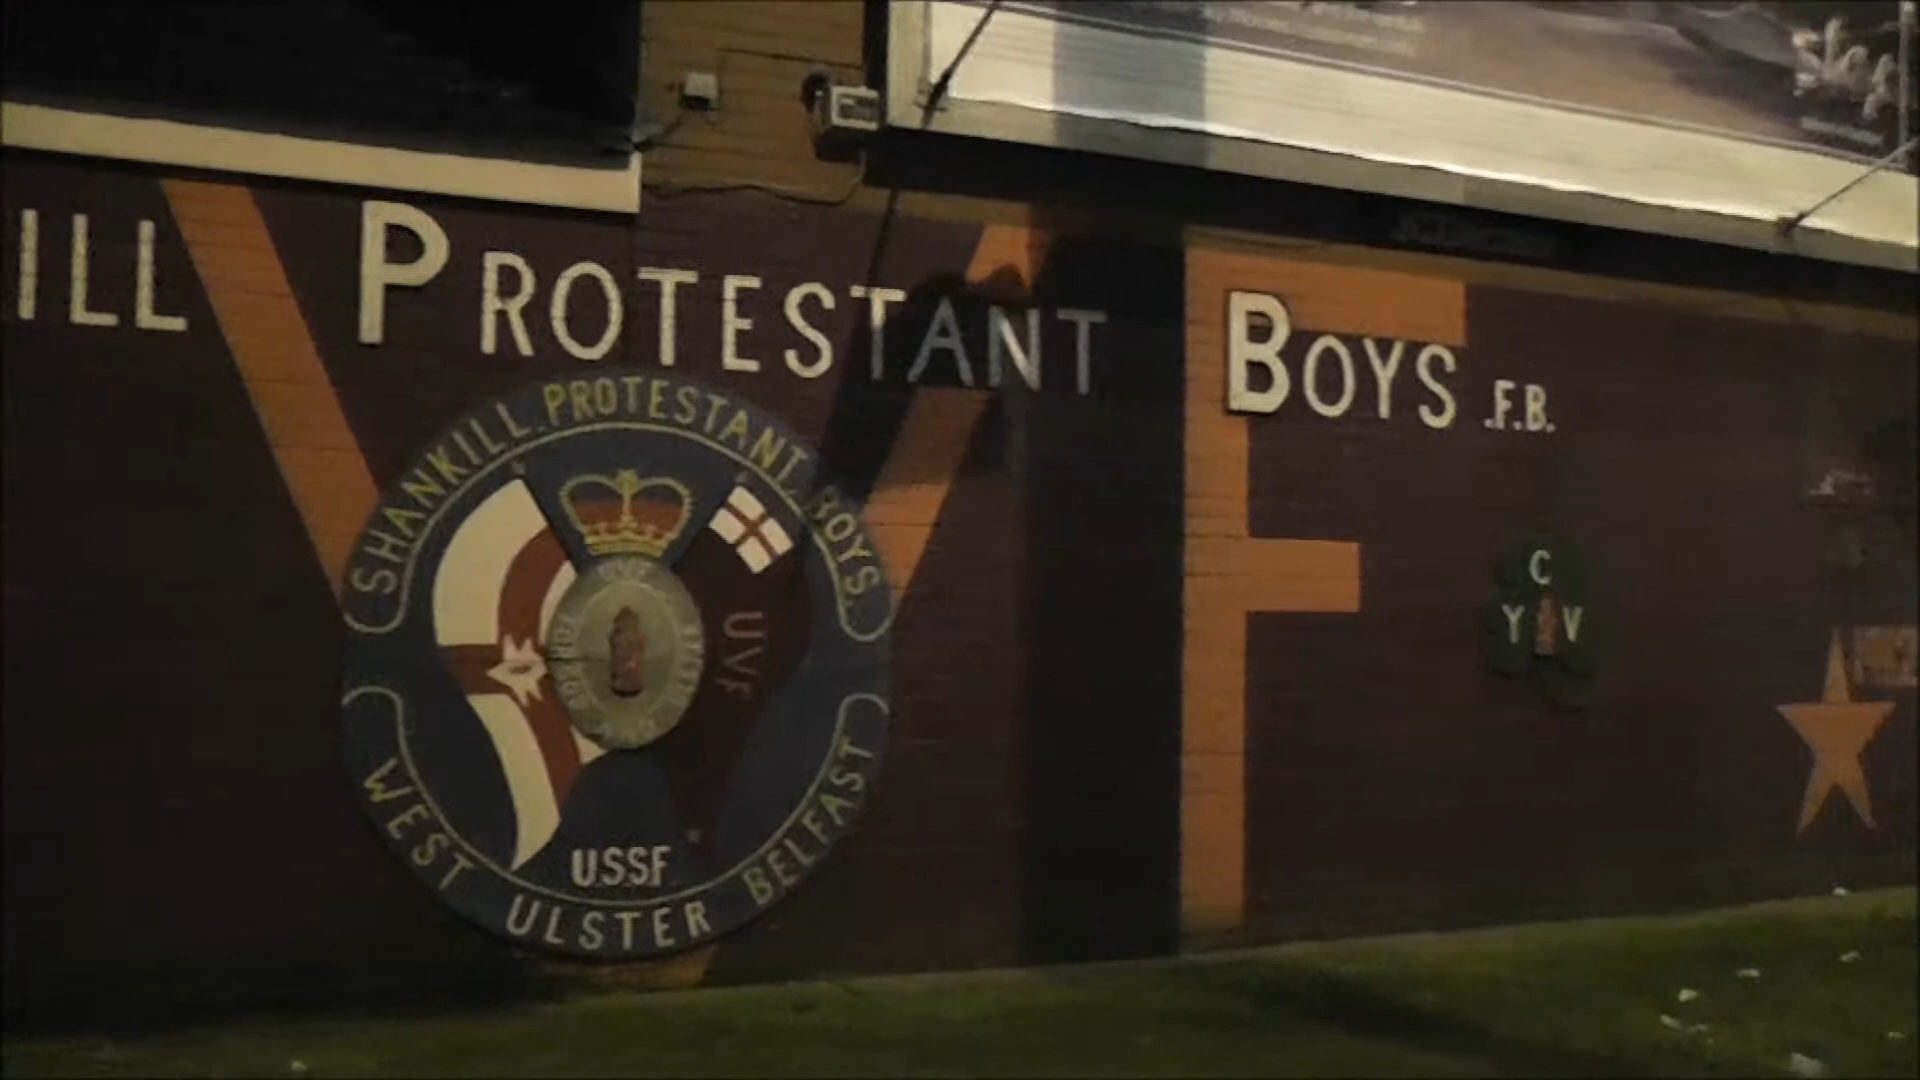 ILL PROTESTANT BOYS .F.B.
SHANKILL. PROTESTANT. BOYS.
UVF
C
Y V
USSF
WEST ULSTER BELFAST